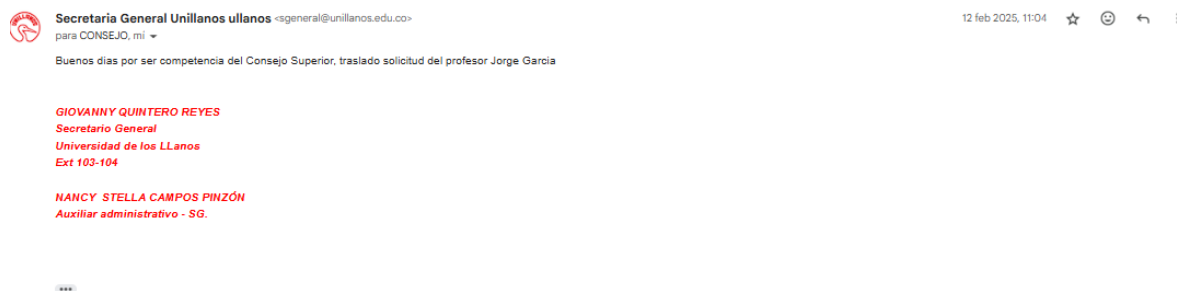 UNILLANOS
Secretaria General Unillanos ullanos <sgeneral@unillanos.edu.co>
12 feb 2025, 11:04
para CONSEJO, mí
Buenos dias por ser competencia del Consejo Superior, traslado solicitud del profesor Jorge Garcia
GIOVANNY QUINTERO REYES
Secretario General
Universidad de los LLanos
Ext 103-104
NANCY STELLA CAMPOS PINZÓN
Auxiliar administrativo - SG.